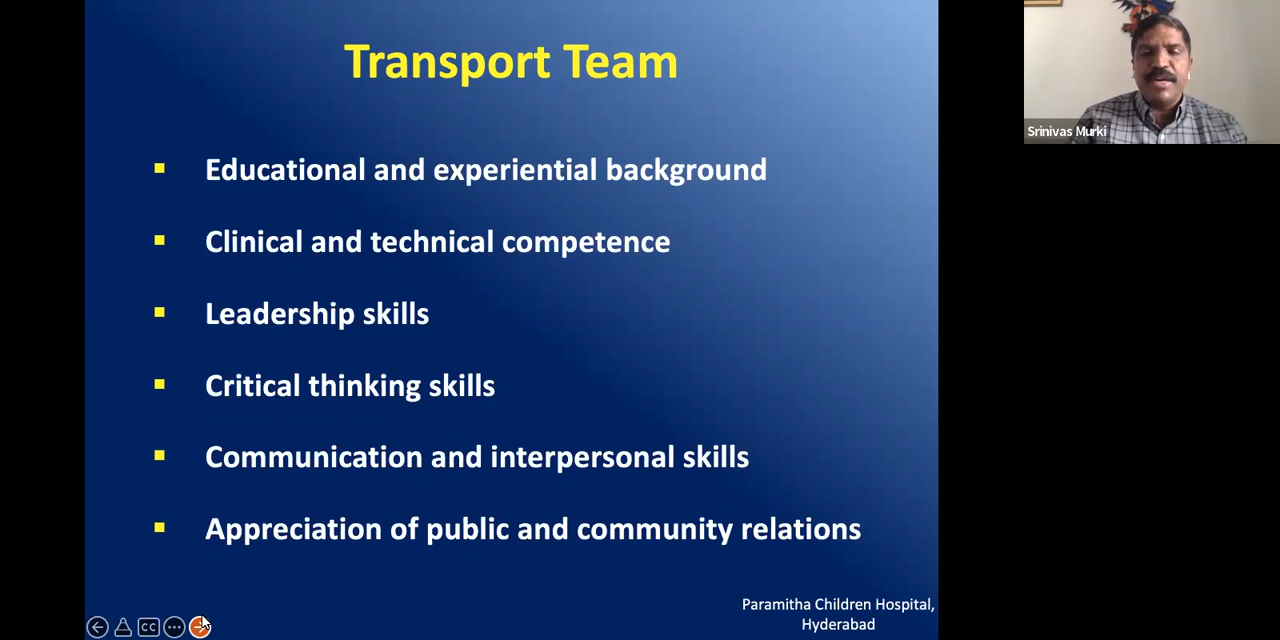 Transport Team
Educational and experiential background
Clinical and technical competence
Leadership skills
Critical thinking skills
Communication and interpersonal skills
Appreciation of public and community relations
Paramitha Children Hospital,
Hyderabad
Srinivas Murki
CC